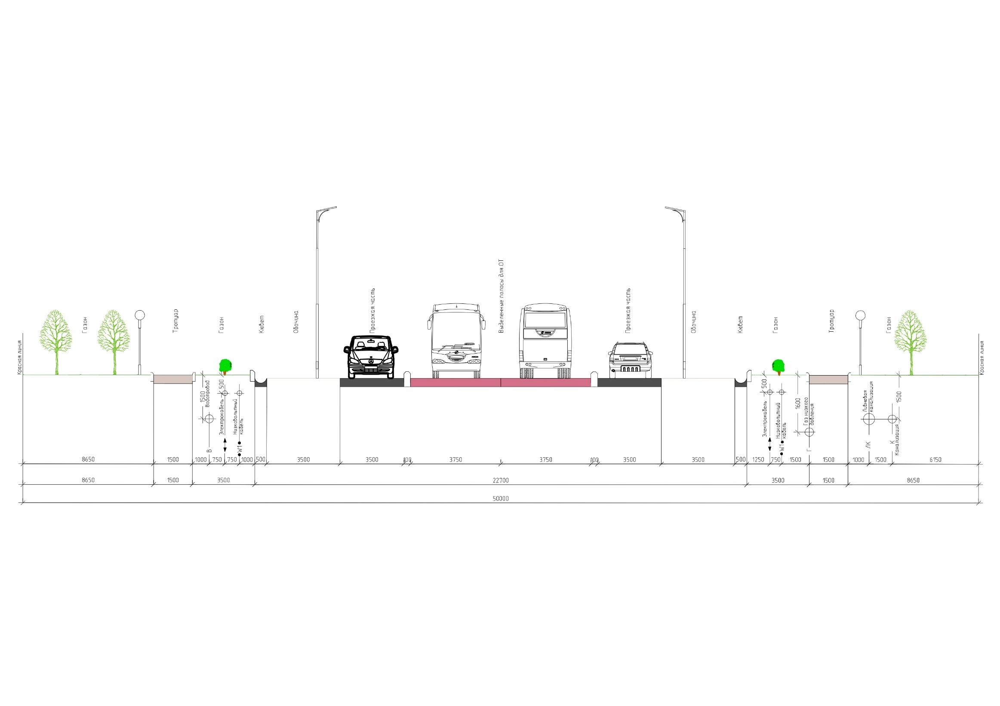 Красная линия
Газон
Тротуар
Газон
Кювет
Обочина
Проезжая часть
Выделенные полосы для ОТ
Проезжая часть
Обочина
Кювет
Газон
Тротуар
Газон
Красная линия
1500
Водопровод
В
500
Электрокабель
Низковольтный
кабель
W1
500
Электрокабель
Низковольтный
кабель
W1
1600
Газ низкого
давления
Г
Ливневая
канализация
ЛК
1500
К
Канализация
8650 1500 1000 750 750 1000 500 3500 3500 3750 3750 3500 3500 500 1250 750 1500 1500 1000 1500 6150
8650 1500 3500 22700 3500 1500 8650
50000